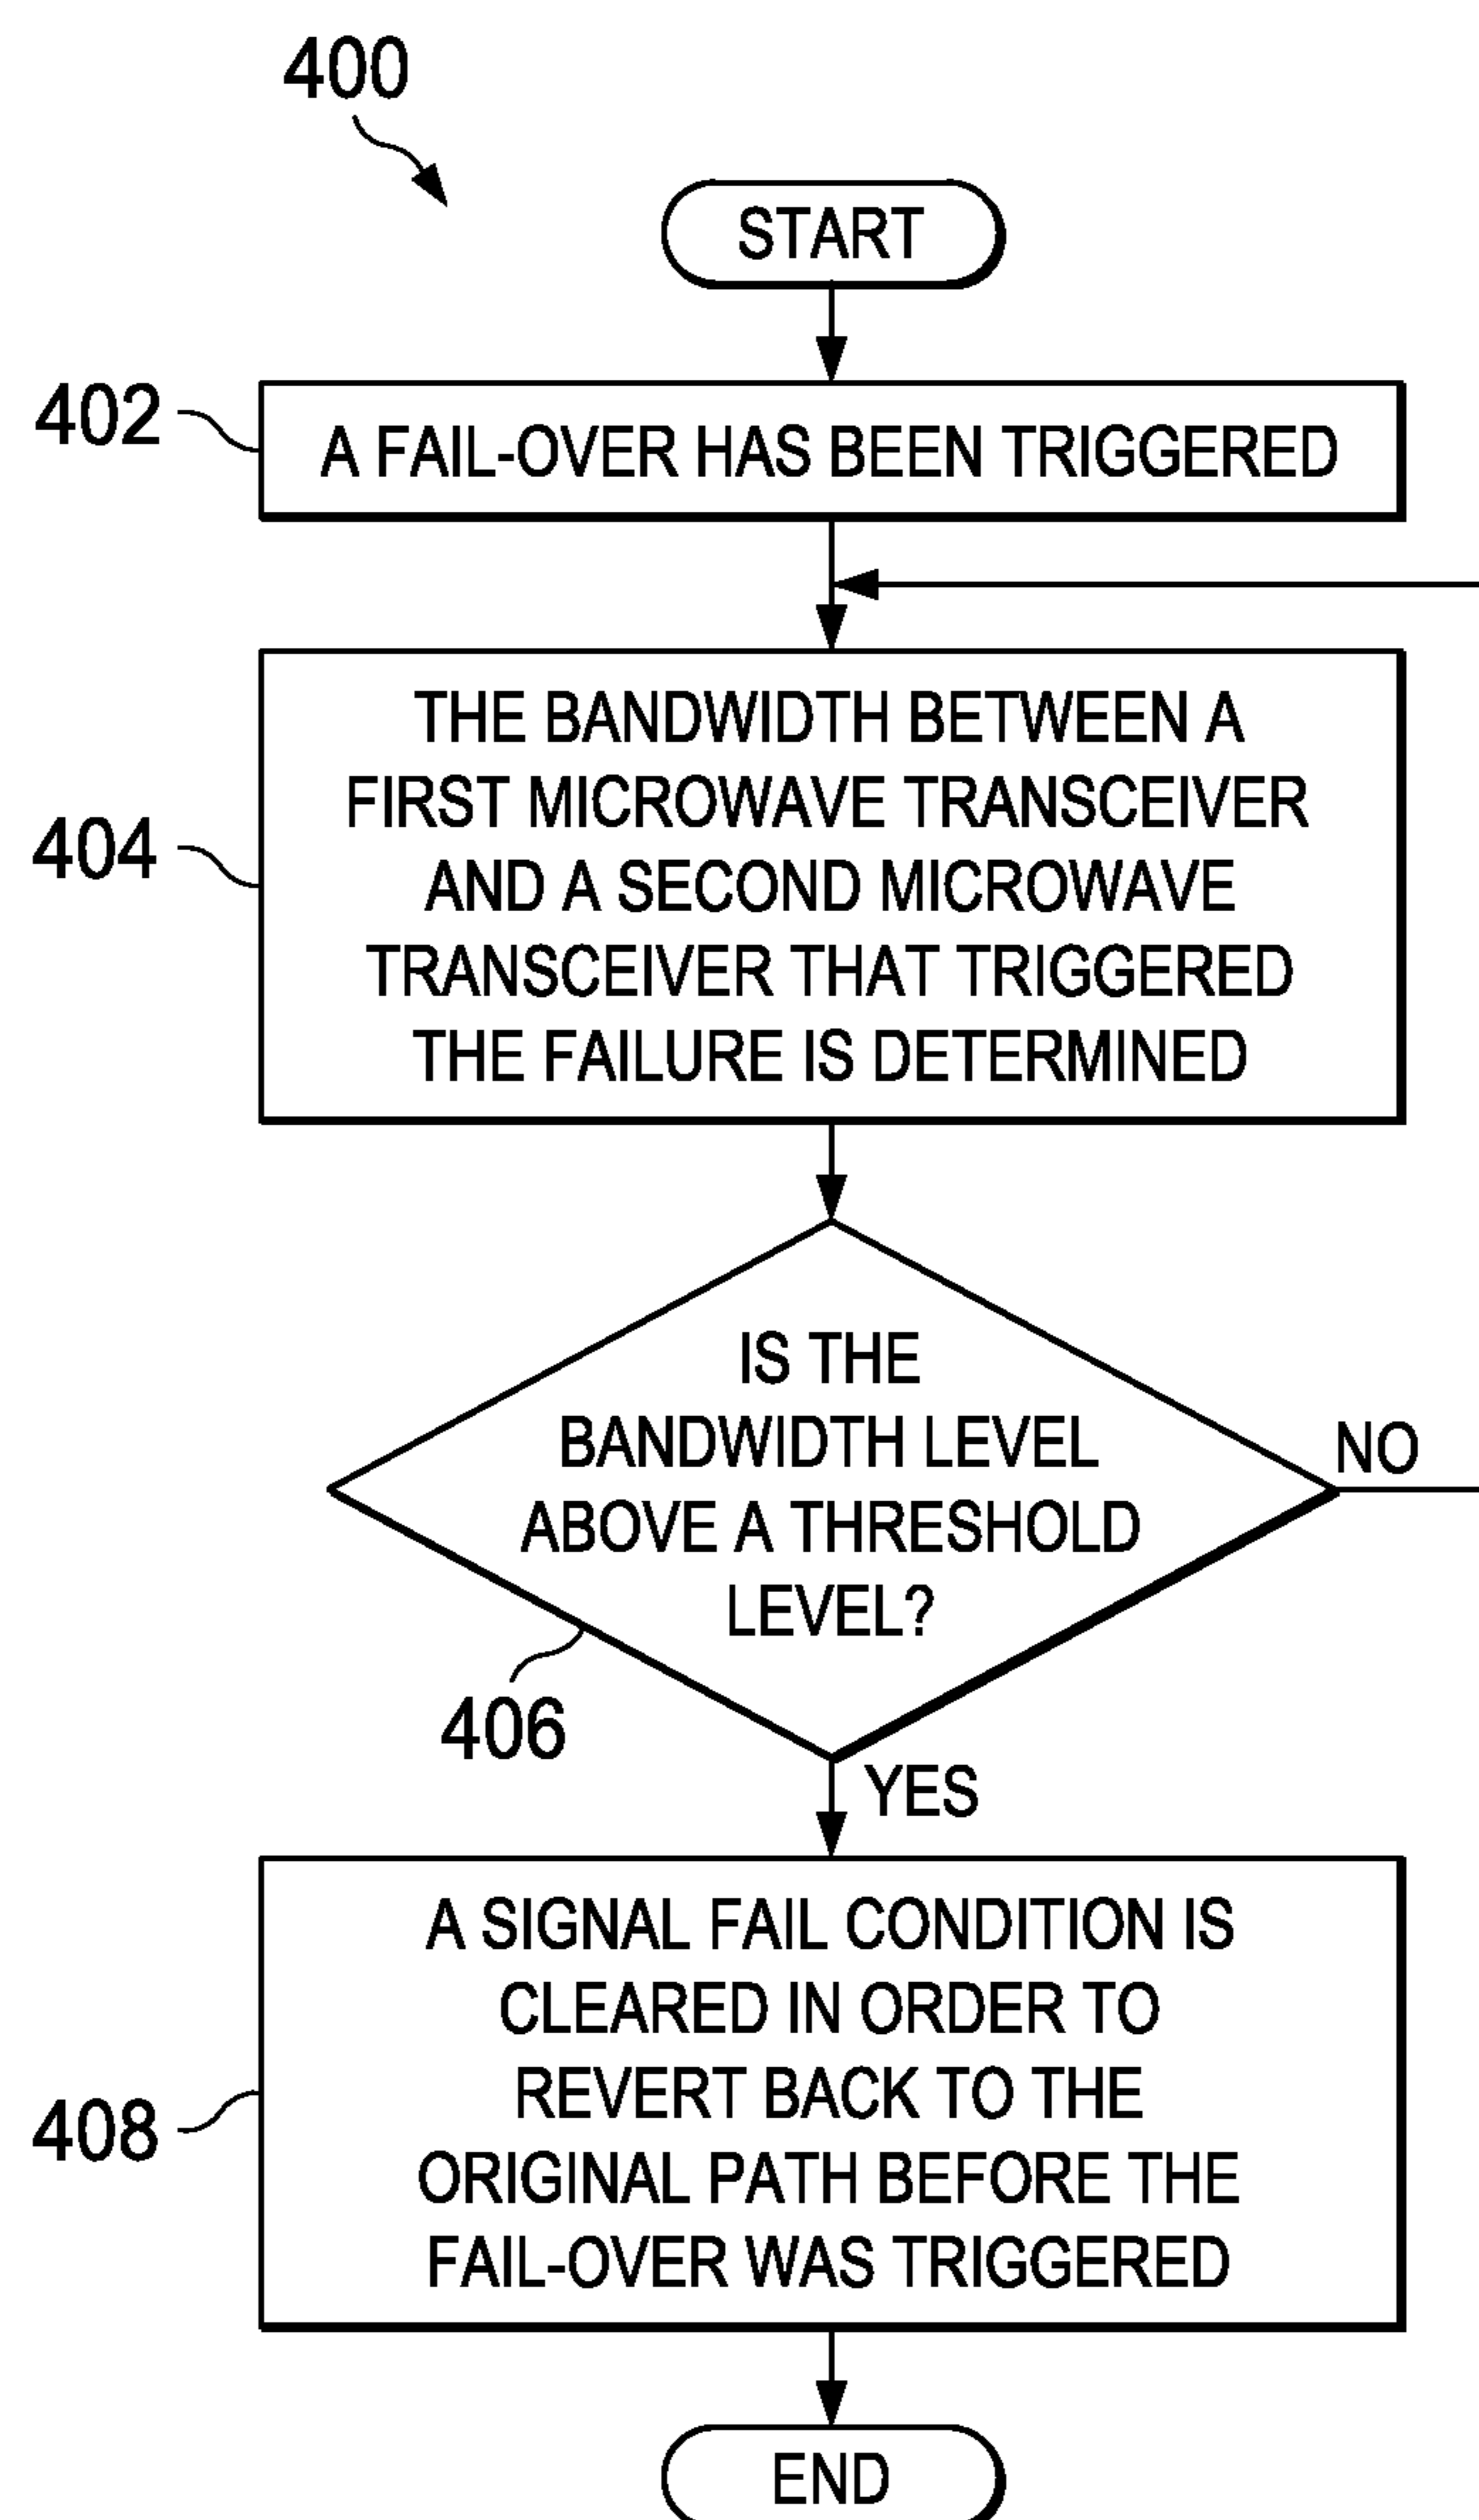 400
START
402
A FAIL-OVER HAS BEEN TRIGGERED
404
THE BANDWIDTH BETWEEN A
FIRST MICROWAVE TRANSCEIVER
AND A SECOND MICROWAVE
TRANSCEIVER THAT TRIGGERED
THE FAILURE IS DETERMINED
IS THE
BANDWIDTH LEVEL
ABOVE A THRESHOLD
LEVEL?
NO
406
YES
408
A SIGNAL FAIL CONDITION IS
CLEARED IN ORDER TO
REVERT BACK TO THE
ORIGINAL PATH BEFORE THE
FAIL-OVER WAS TRIGGERED
END